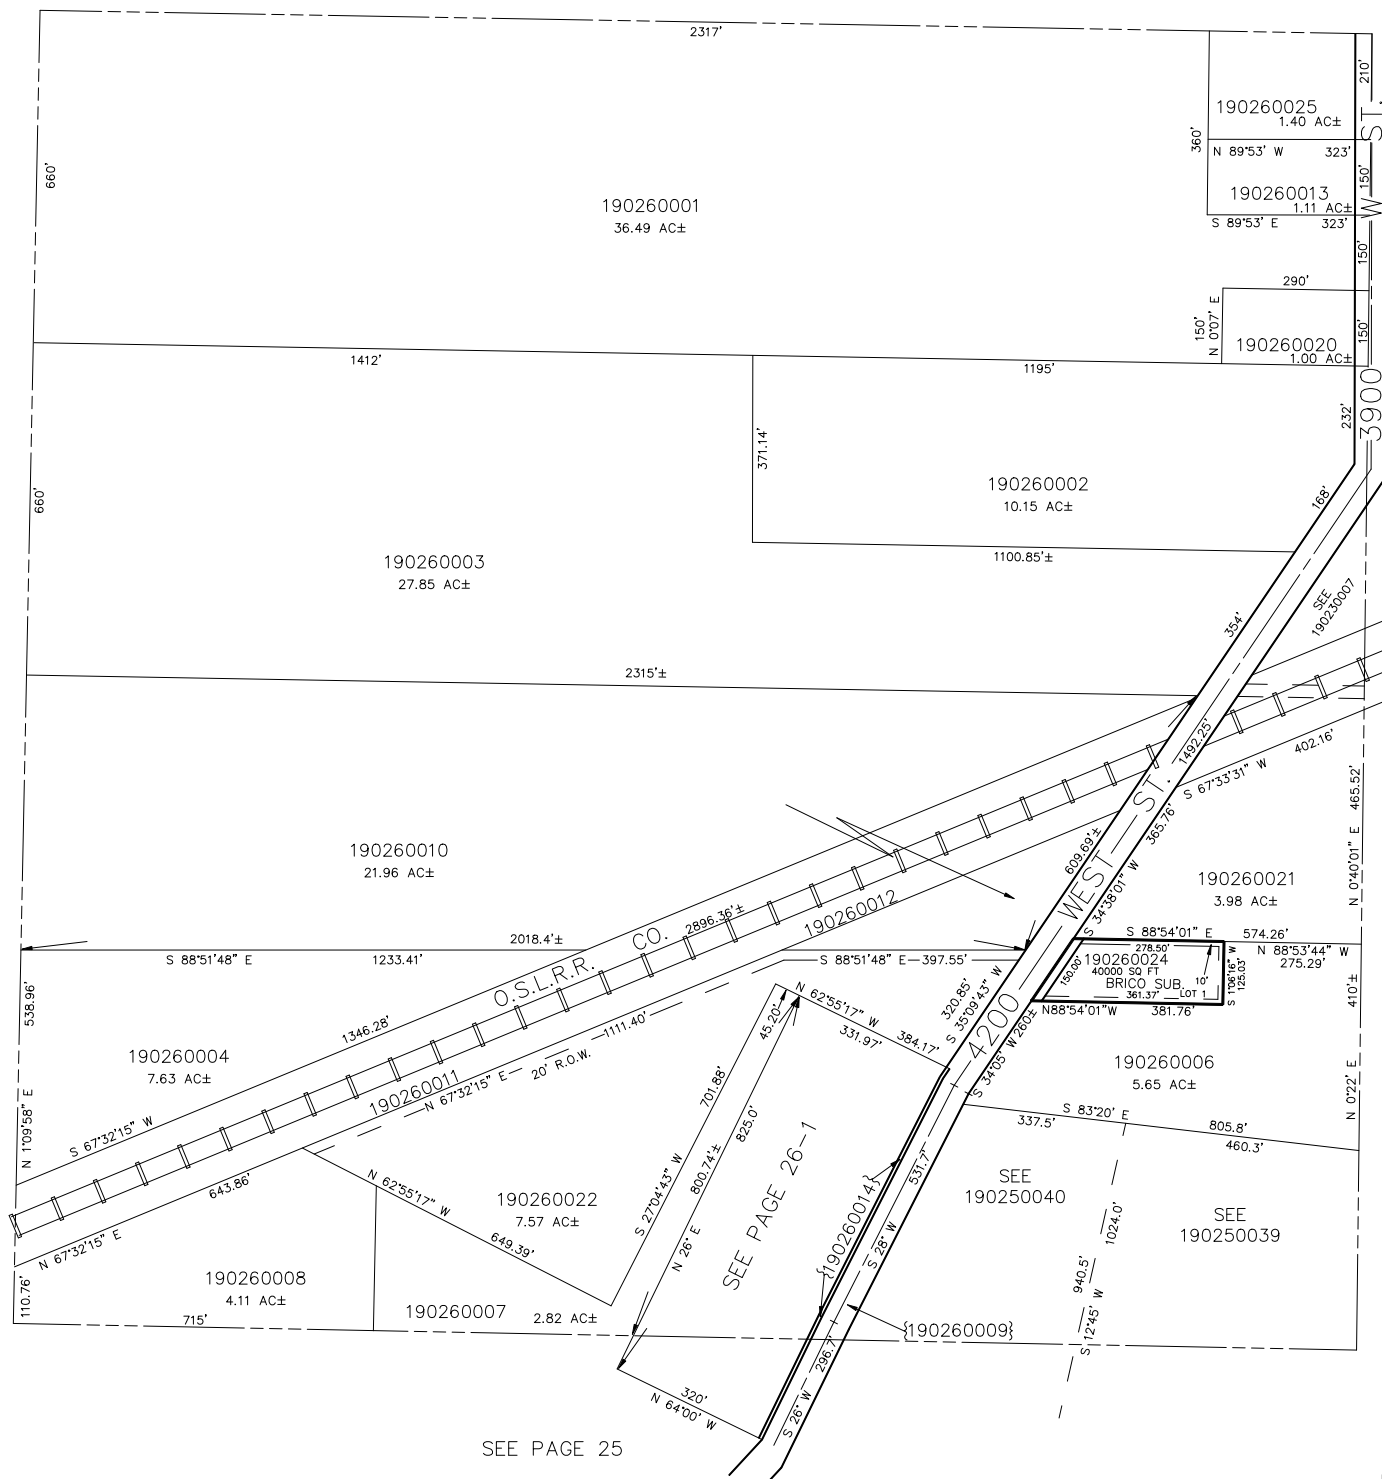 2317'
210'
190260025
1.40 AC±
3900 W ST.
360'
N 89°53' W 323'
660'
150'
190260013
1.11 AC±
190260001
36.49 AC±
S 89°53' E 323'
150'
290'
150'
N 0°07' E
190260020
1.00 AC±
150'
1412'
1195'
232'
371.14'
190260002
10.15 AC±
168'
660'
1100.85'±
190260003
27.85 AC±
SEE
190230007
354'
2315'±
1492.25'
402.16'
S 67°33'31" W
465.52'
365.76'
609.69'±
190260010
21.96 AC±
N 0°40'01" E
190260021
3.98 AC±
190260012
2896.36'±
O.S.L.R.R. CO.
4200 WEST ST.
S 34°38'01" W
S 88°54'01" E 574.26'
2018.4'±
S 88°51'48" E 1233.41'
S 88°51'48" E 397.55'
278.50'
N 88°53'44" W
275.29'
190260024
40000 SQ FT
BRICO SUB.
150.00'
10'
361.37'
LOT 1
S 1°06'16" W
125.03'
N88°54'01"W 381.76'
410'±
538.96'
320.85'
S 35°09'43" W
N 62°55'17" W
331.97'
384.17'
45.20'
S 34°05' W 260±
1346.28'
1111.40'
20' R.O.W.
N 67°32'15" E
190260011
190260004
7.63 AC±
190260006
5.65 AC±
N 1°09'58" E
S 67°32'15" W
701.88'
825.0'
800.74'±
S 83°20' E 805.8'
337.5'
460.3'
N 0°22' E
SEE PAGE 26-1
{190260014}
531.7'
S 28° W
SEE
190250040
SEE
190250039
643.86'
N 62°55'17" W
649.39'
190260022
7.57 AC±
S 27°04'43" W
N 26° E
N 67°32'15" E
1024.0'
940.5'
S 12°45' W
110.76'
190260008
4.11 AC±
715'
190260007 2.82 AC±
{190260009}
296.7'
S 26° W
320'
N 64°00' W
SEE PAGE 25